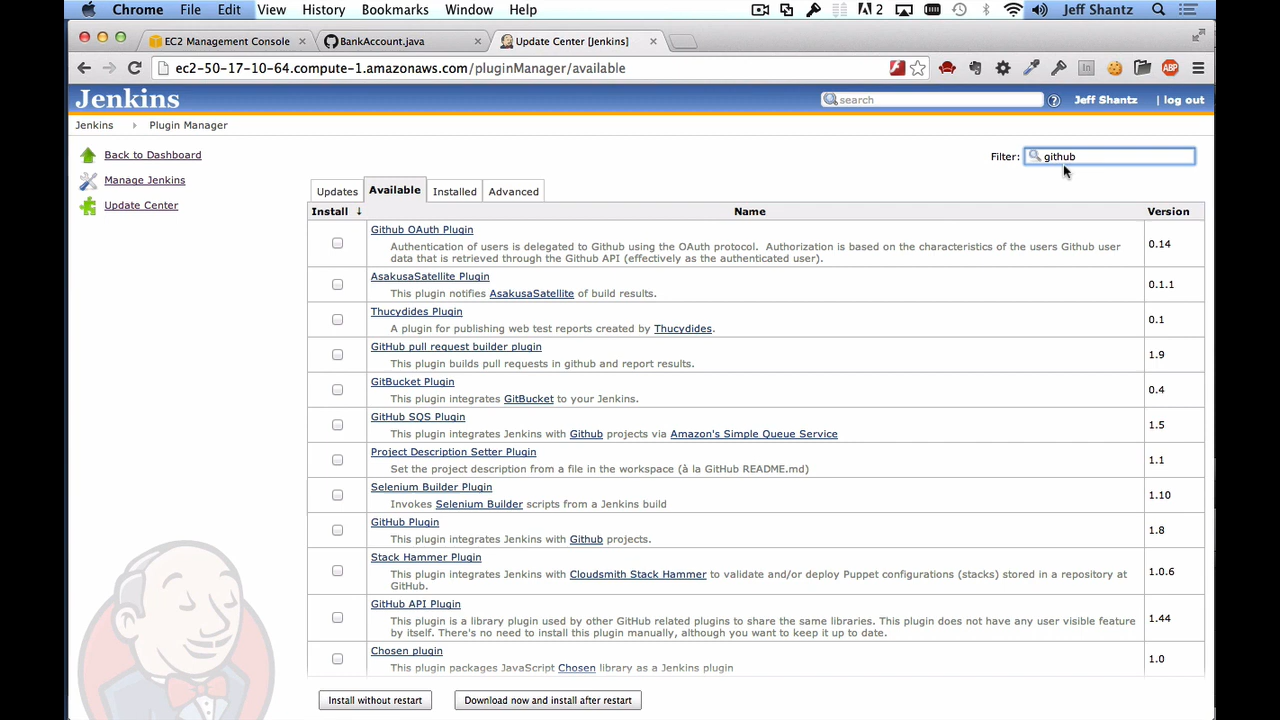 Chrome File Edit View History Bookmarks Window Help 2 Jeff Shantz
EC2 Management Console BankAccount.java Update Center [Jenkins]
ec2-50-17-10-64.compute-1.amazonaws.com/pluginManager/available ABP
Jenkins search Jeff Shantz | log out
Jenkins Plugin Manager
Back to Dashboard
Manage Jenkins
Update Center
Filter: github
Updates Available Installed Advanced
Install ↓ Name Version
Github OAuth Plugin
Authentication of users is delegated to Github using the OAuth protocol. Authorization is based on the characteristics of the users Github user
data that is retrieved through the Github API (effectively as the authenticated user).
0.14
AsakusaSatellite Plugin
This plugin notifies AsakusaSatellite of build results.
0.1.1
Thucydides Plugin
A plugin for publishing web test reports created by Thucydides.
0.1
GitHub pull request builder plugin
This plugin builds pull requests in github and report results.
1.9
GitBucket Plugin
This plugin integrates GitBucket to your Jenkins.
0.4
GitHub SQS Plugin
This plugin integrates Jenkins with Github projects via Amazon's Simple Queue Service
1.5
Project Description Setter Plugin
Set the project description from a file in the workspace (à la GitHub README.md)
1.1
Selenium Builder Plugin
Invokes Selenium Builder scripts from a Jenkins build
1.10
GitHub Plugin
This plugin integrates Jenkins with Github projects.
1.8
Stack Hammer Plugin
This plugin integrates Jenkins with Cloudsmith Stack Hammer to validate and/or deploy Puppet configurations (stacks) stored in a repository at
GitHub.
1.0.6
GitHub API Plugin
This plugin is a library plugin used by other GitHub related plugins to share the same libraries. This plugin does not have any user visible feature
by itself. There's no need to install this plugin manually, although you want to keep it up to date.
1.44
Chosen plugin
This plugin packages JavaScript Chosen library as a Jenkins plugin
1.0
Install without restart Download now and install after restart